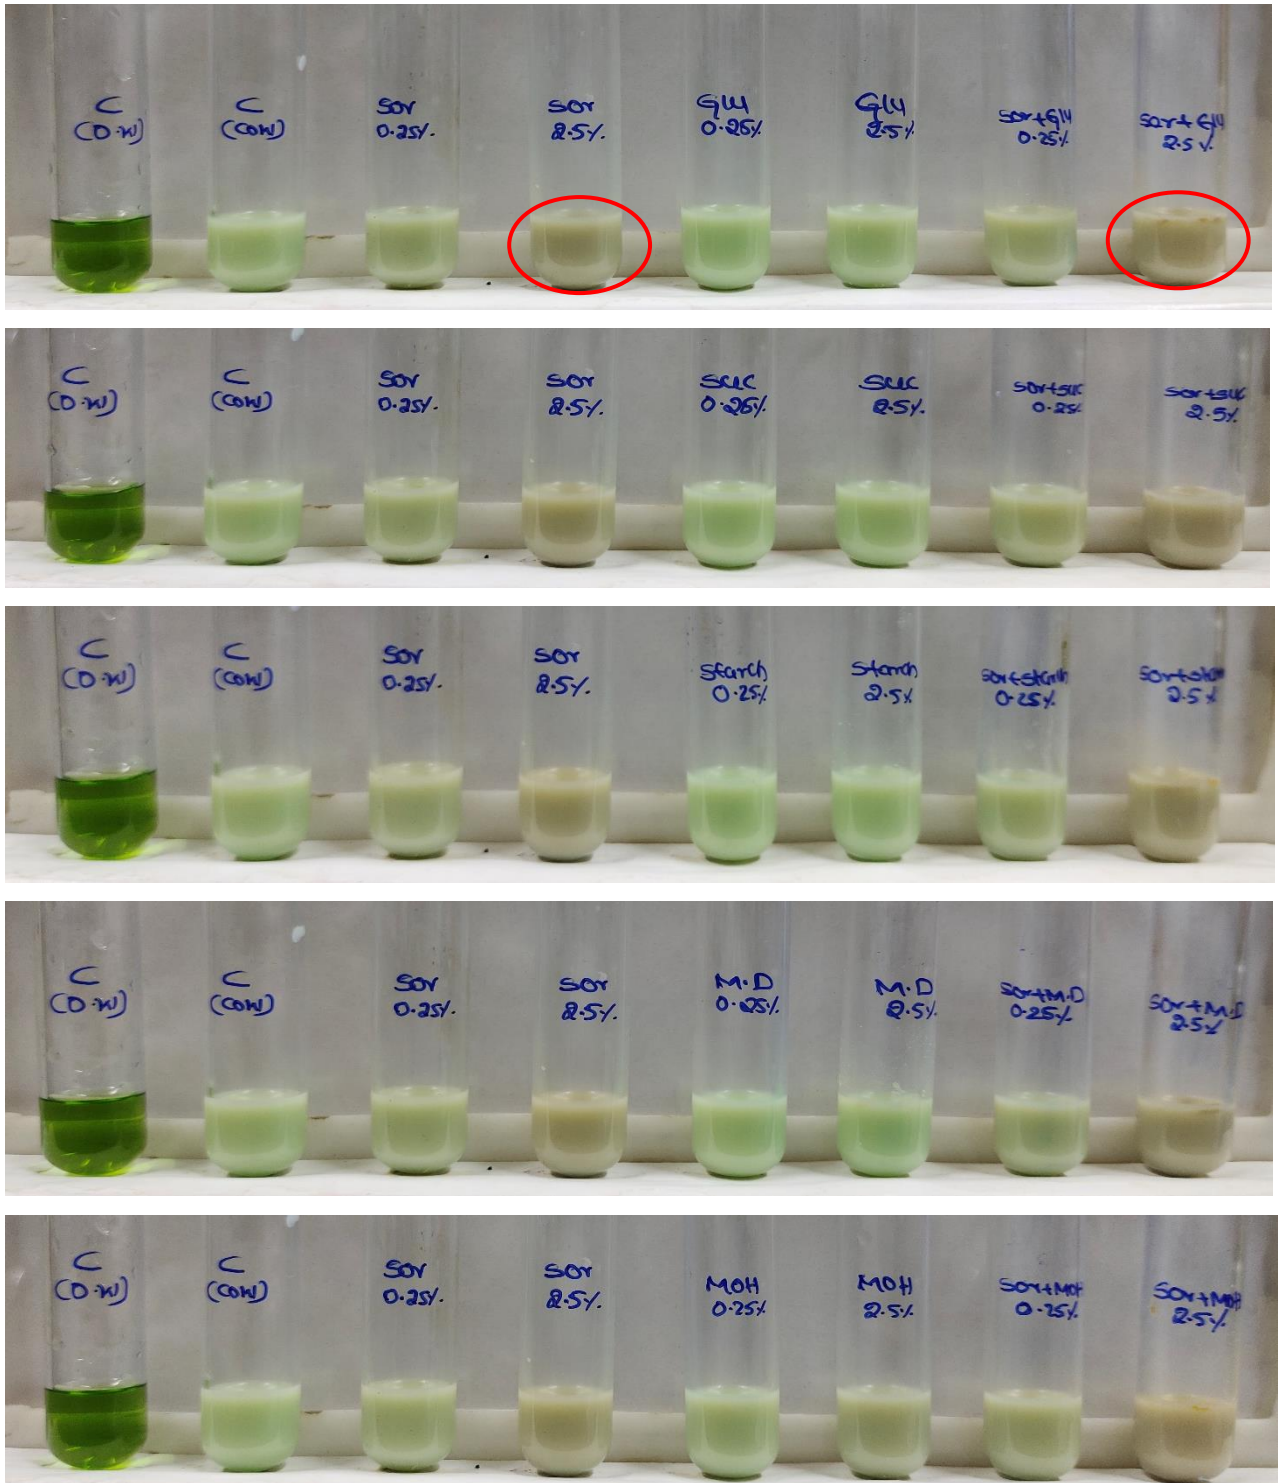 C
(D.W)
C
(COW)
Sor
0.25%.
Sor
2.5%.
Glu
0.25%
Glu
2.5%
Sor+Glu
0.25%
Sor+Glu
2.5%
C
(D.W)
C
(COW)
Sor
0.25%.
Sor
2.5%.
Suc
0.25%.
Suc
2.5%.
Sor+suc
0.25%
Sor+suc
2.5%
C
(D.W)
C
(COW)
Sor
0.25%.
Sor
2.5%.
Starch
0.25%
Starch
2.5%
Sor+starch
0.25%
Sor+starch
2.5%
C
(D.W)
C
(COW)
Sor
0.25%.
Sor
2.5%.
M.D
0.25%
M.D
2.5%.
Sor+M.D
0.25%
Sor+M.D
2.5%
C
(D.W)
C
(COW)
Sor
0.25%.
Sor
2.5%.
MOH
0.25%
MOH
2.5%
Sor+MOH
0.25%
Sor+MOH
2.5%